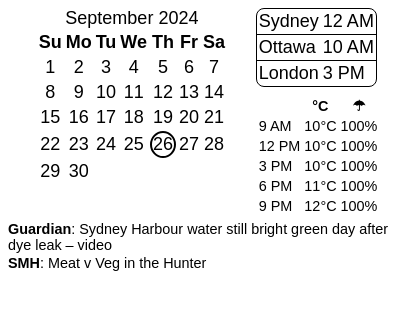 September 2024
Su Mo Tu We Th Fr Sa
1 2 3 4 5 6 7
8 9 10 11 12 13 14
15 16 17 18 19 20 21
22 23 24 25 26 27 28
29 30
Sydney 12 AM
Ottawa 10 AM
London 3 PM
°C ☂
9 AM 10°C 100%
12 PM 10°C 100%
3 PM 10°C 100%
6 PM 11°C 100%
9 PM 12°C 100%
Guardian: Sydney Harbour water still bright green day after
dye leak – video
SMH: Meat v Veg in the Hunter